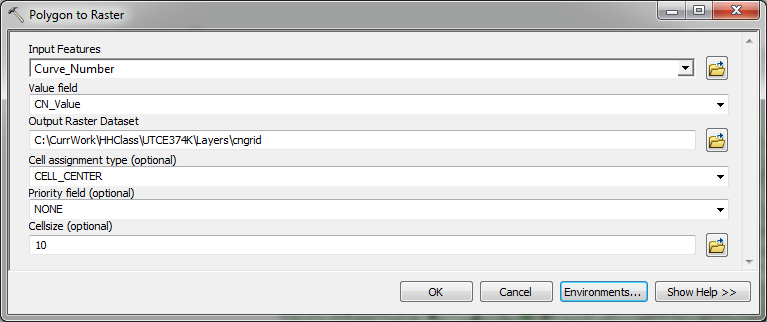 Polygon to Raster
Input Features
Curve_Number
Value field
CN_Value
Output Raster Dataset
C:\CurrWork\HHClass\UTCE374K\Layers\cngrid
Cell assignment type (optional)
CELL_CENTER
Priority field (optional)
NONE
Cellsize (optional)
10
OK Cancel Environments... Show Help >>